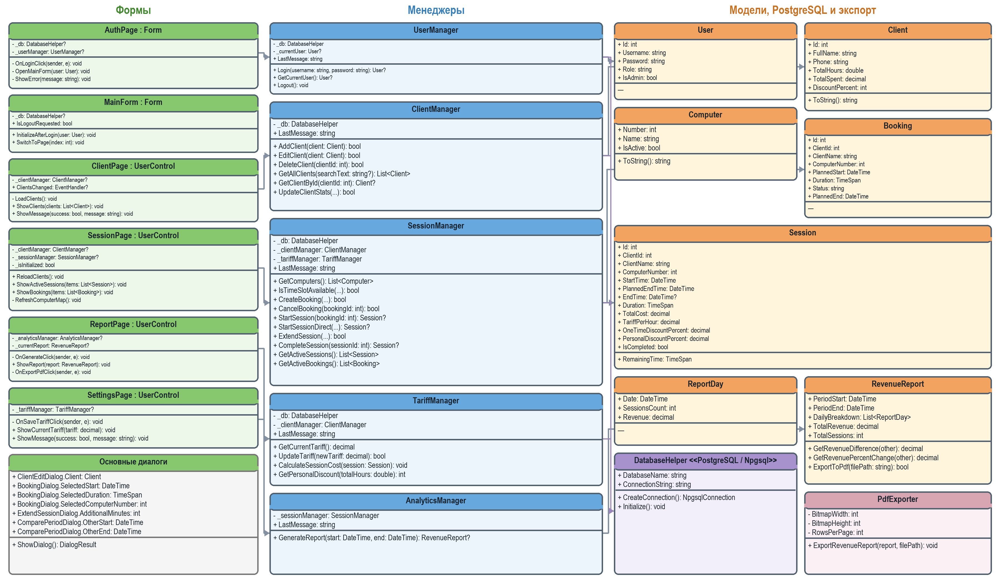 Формы
AuthPage : Form
- _db: DatabaseHelper?
- _userManager: UserManager?
- OnLoginClick(sender, e): void
- OpenMainForm(user: User): void
- ShowError(message: string): void
MainForm : Form
- _db: DatabaseHelper?
+ IsLogoutRequested: bool
+ InitializeAfterLogin(user: User): void
+ SwitchToPage(index: int): void
ClientPage : UserControl
- _clientManager: ClientManager?
+ ClientsChanged: EventHandler?
- LoadClients(): void
+ ShowClients(clients: List<Client>): void
+ ShowMessage(success: bool, message: string): void
SessionPage : UserControl
- _clientManager: ClientManager?
- _sessionManager: SessionManager?
- _isInitialized: bool
+ ReloadClients(): void
+ ShowActiveSessions(items: List<Session>): void
+ ShowBookings(items: List<Booking>): void
- RefreshComputerMap(): void
ReportPage : UserControl
- _analyticsManager: AnalyticsManager?
- _currentReport: RevenueReport?
- OnGenerateClick(sender, e): void
+ ShowReport(report: RevenueReport): void
- OnExportPdfClick(sender, e): void
SettingsPage : UserControl
- _tariffManager: TariffManager?
- OnSaveTariffClick(sender, e): void
+ ShowCurrentTariff(tariff: decimal): void
+ ShowMessage(success: bool, message: string): void
Основные диалоги
+ ClientEditDialog.Client: Client
+ BookingDialog.SelectedStart: DateTime
+ BookingDialog.SelectedDuration: TimeSpan
+ BookingDialog.SelectedComputerNumber: int
+ ExtendSessionDialog.AdditionalMinutes: int
+ ComparePeriodDialog.OtherStart: DateTime
+ ComparePeriodDialog.OtherEnd: DateTime
+ ShowDialog(): DialogResult
Менеджеры
UserManager
- _db: DatabaseHelper
- _currentUser: User?
+ LastMessage: string
+ Login(username: string, password: string): User?
+ GetCurrentUser(): User?
+ Logout(): void
ClientManager
- _db: DatabaseHelper
+ LastMessage: string
+ AddClient(client: Client): bool
+ EditClient(client: Client): bool
+ DeleteClient(clientId: int): bool
+ GetAllClients(searchText: string?): List<Client>
+ GetClientById(clientId: int): Client?
+ UpdateClientStats(...): bool
SessionManager
- _db: DatabaseHelper
- _clientManager: ClientManager
- _tariffManager: TariffManager
+ LastMessage: string
+ GetComputers(): List<Computer>
+ IsTimeSlotAvailable(...): bool
+ CreateBooking(...): bool
+ CancelBooking(bookingId: int): bool
+ StartSession(bookingId: int): Session?
+ StartSessionDirect(...): Session?
+ ExtendSession(...): bool
+ CompleteSession(sessionId: int): Session?
+ GetActiveSessions(): List<Session>
+ GetActiveBookings(): List<Booking>
TariffManager
- _db: DatabaseHelper
- _clientManager: ClientManager
+ LastMessage: string
+ GetCurrentTariff(): decimal
+ UpdateTariff(newTariff: decimal): bool
+ CalculateSessionCost(session: Session): void
+ GetPersonalDiscount(totalHours: double): int
AnalyticsManager
- _sessionManager: SessionManager
+ LastMessage: string
+ GenerateReport(start: DateTime, end: DateTime): RevenueReport?
Модели, PostgreSQL и экспорт
User
+ Id: int
+ Username: string
+ Password: string
+ Role: string
+ IsAdmin: bool
—
Client
+ Id: int
+ FullName: string
+ Phone: string
+ TotalHours: double
+ TotalSpent: decimal
+ DiscountPercent: int
+ ToString(): string
Computer
+ Number: int
+ Name: string
+ IsActive: bool
+ ToString(): string
Booking
+ Id: int
+ ClientId: int
+ ClientName: string
+ ComputerNumber: int
+ PlannedStart: DateTime
+ Duration: TimeSpan
+ Status: string
+ PlannedEnd: DateTime
—
Session
+ Id: int
+ ClientId: int
+ ClientName: string
+ ComputerNumber: int
+ StartTime: DateTime
+ PlannedEndTime: DateTime
+ EndTime: DateTime?
+ Duration: TimeSpan
+ TotalCost: decimal
+ TariffPerHour: decimal
+ OneTimeDiscountPercent: decimal
+ PersonalDiscountPercent: decimal
+ IsCompleted: bool
+ RemainingTime: TimeSpan
ReportDay
+ Date: DateTime
+ SessionsCount: int
+ Revenue: decimal
—
RevenueReport
+ PeriodStart: DateTime
+ PeriodEnd: DateTime
+ DailyBreakdown: List<ReportDay>
+ TotalRevenue: decimal
+ TotalSessions: int
+ GetRevenueDifference(other): decimal
+ GetRevenuePercentChange(other): decimal
+ ExportToPdf(filePath: string): bool
DatabaseHelper <<PostgreSQL / Npgsql>>
+ DatabaseName: string
+ ConnectionString: string
+ CreateConnection(): NpgsqlConnection
+ Initialize(): void
PdfExporter
- BitmapWidth: int
- BitmapHeight: int
- RowsPerPage: int
+ ExportRevenueReport(report, filePath): void